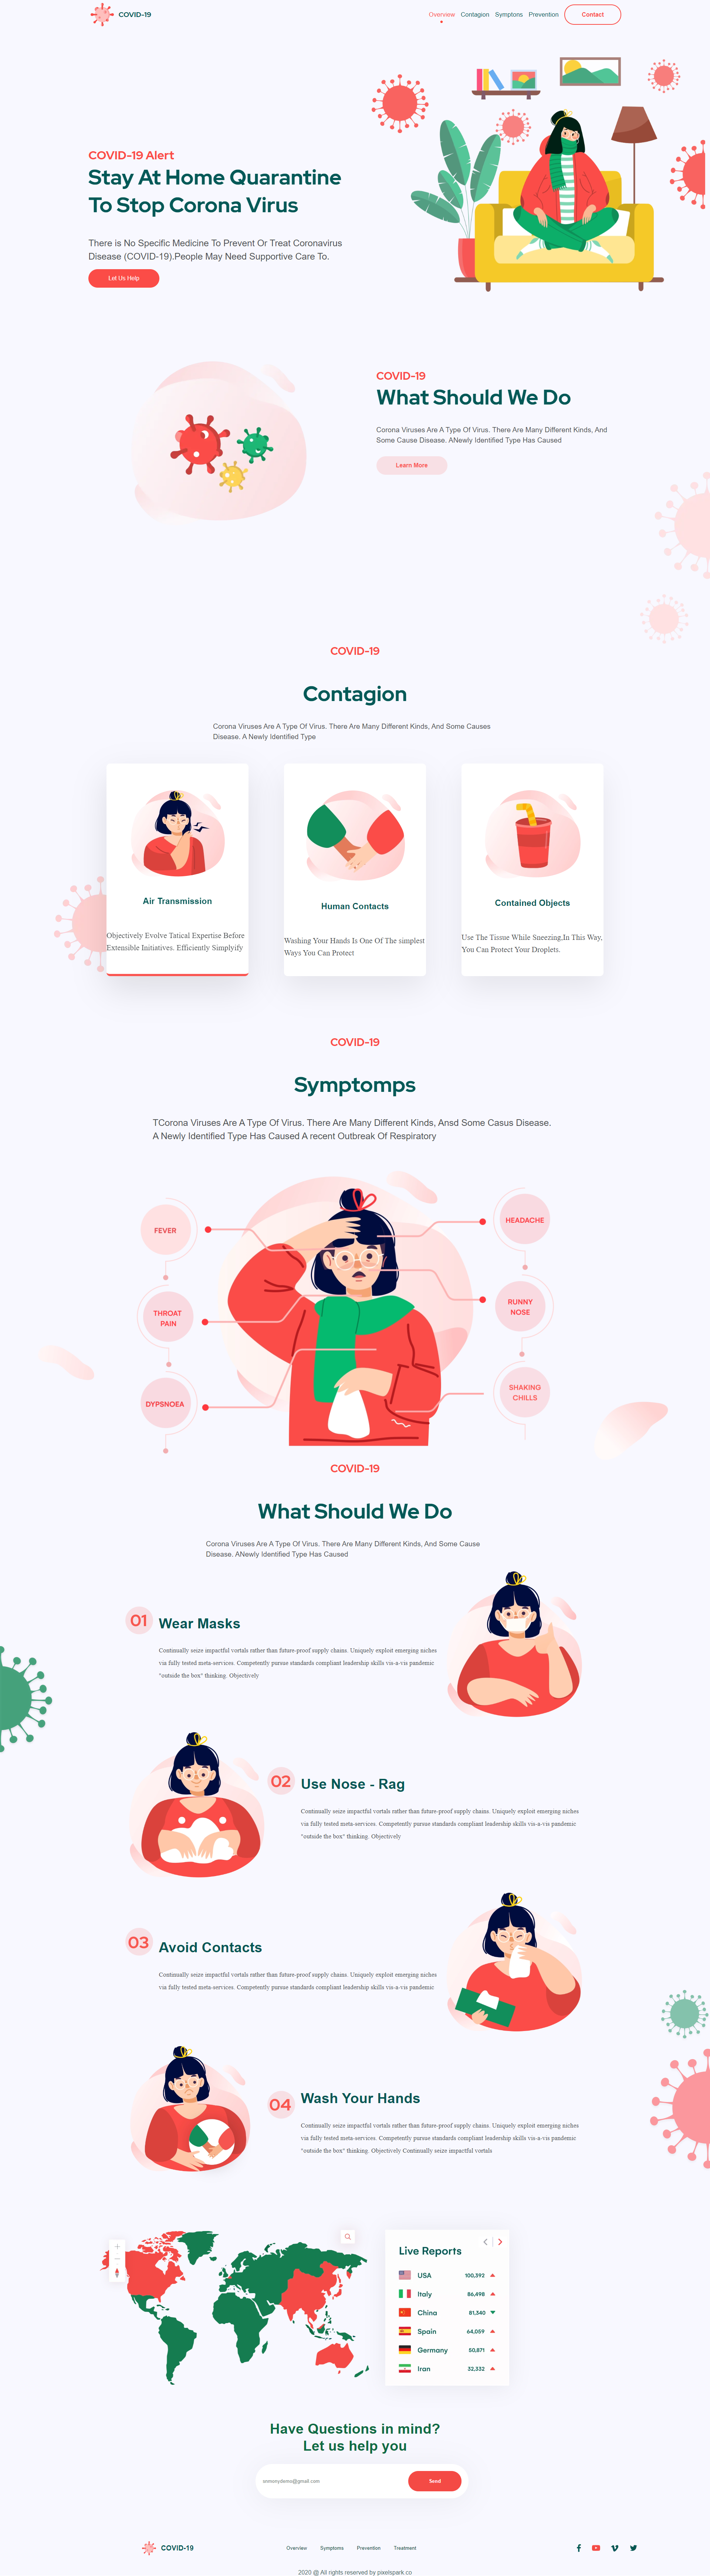 COVID-19
Overview Contagion Symptons Prevention Contact
COVID-19 Alert
Stay At Home Quarantine
To Stop Corona Virus
There is No Specific Medicine To Prevent Or Treat Coronavirus
Disease (COVID-19).People May Need Supportive Care To.
Let Us Help
COVID-19
What Should We Do
Corona Viruses Are A Type Of Virus. There Are Many Different Kinds, And
Some Cause Disease. ANewly Identified Type Has Caused
Learn More
COVID-19
Contagion
Corona Viruses Are A Type Of Virus. There Are Many Different Kinds, And Some Causes
Disease. A Newly Identified Type
Air Transmission
Objectively Evolve Tatical Expertise Before
Extensible Initiatives. Efficiently Simplyify
Human Contacts
Washing Your Hands Is One Of The simplest
Ways You Can Protect
Contained Objects
Use The Tissue While Sneezing,In This Way,
You Can Protect Your Droplets.
COVID-19
Symptomps
TCorona Viruses Are A Type Of Virus. There Are Many Different Kinds, Ansd Some Casus Disease.
A Newly Identified Type Has Caused A recent Outbreak Of Respiratory
FEVER
HEADACHE
THROAT
PAIN
RUNNY
NOSE
DYPSNOEA
SHAKING
CHILLS
COVID-19
What Should We Do
Corona Viruses Are A Type Of Virus. There Are Many Different Kinds, And Some Cause
Disease. ANewly Identified Type Has Caused
01 Wear Masks
Continually seize impactful vortals rather than future-proof supply chains. Uniquely exploit emerging niches
via fully tested meta-services. Competently pursue standards compliant leadership skills vis-a-vis pandemic
"outside the box" thinking. Objectively
02 Use Nose - Rag
Continually seize impactful vortals rather than future-proof supply chains. Uniquely exploit emerging niches
via fully tested meta-services. Competently pursue standards compliant leadership skills vis-a-vis pandemic
"outside the box" thinking. Objectively
03 Avoid Contacts
Continually seize impactful vortals rather than future-proof supply chains. Uniquely exploit emerging niches
via fully tested meta-services. Competently pursue standards compliant leadership skills vis-a-vis pandemic
04 Wash Your Hands
Continually seize impactful vortals rather than future-proof supply chains. Uniquely exploit emerging niches
via fully tested meta-services. Competently pursue standards compliant leadership skills vis-a-vis pandemic
"outside the box" thinking. Objectively Continually seize impactful vortals
Live Reports
USA 100,392
Italy 86,498
China 81,340
Spain 64,059
Germany 50,871
Iran 32,332
Have Questions in mind?
Let us help you
Send
COVID-19
Overview Symptoms Prevention Treatment
2020 @ All rights reserved by pixelspark.co